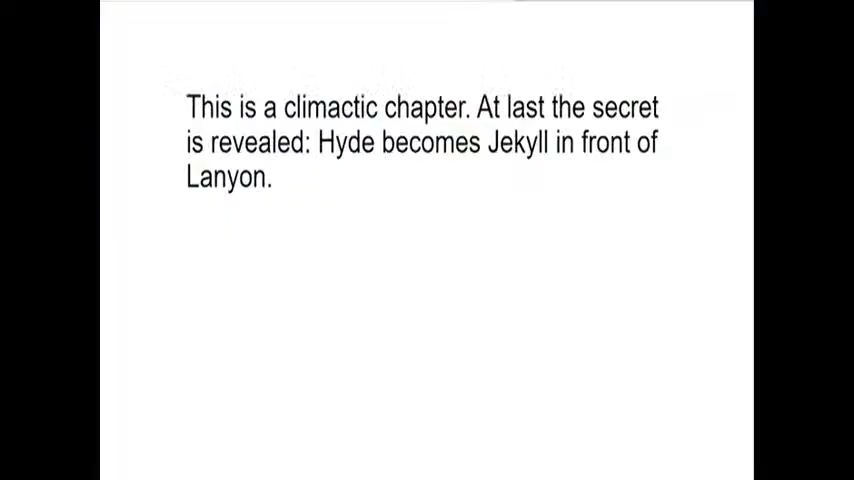 This is a climactic chapter. At last the secret
is revealed: Hyde becomes Jekyll in front of
Lanyon.